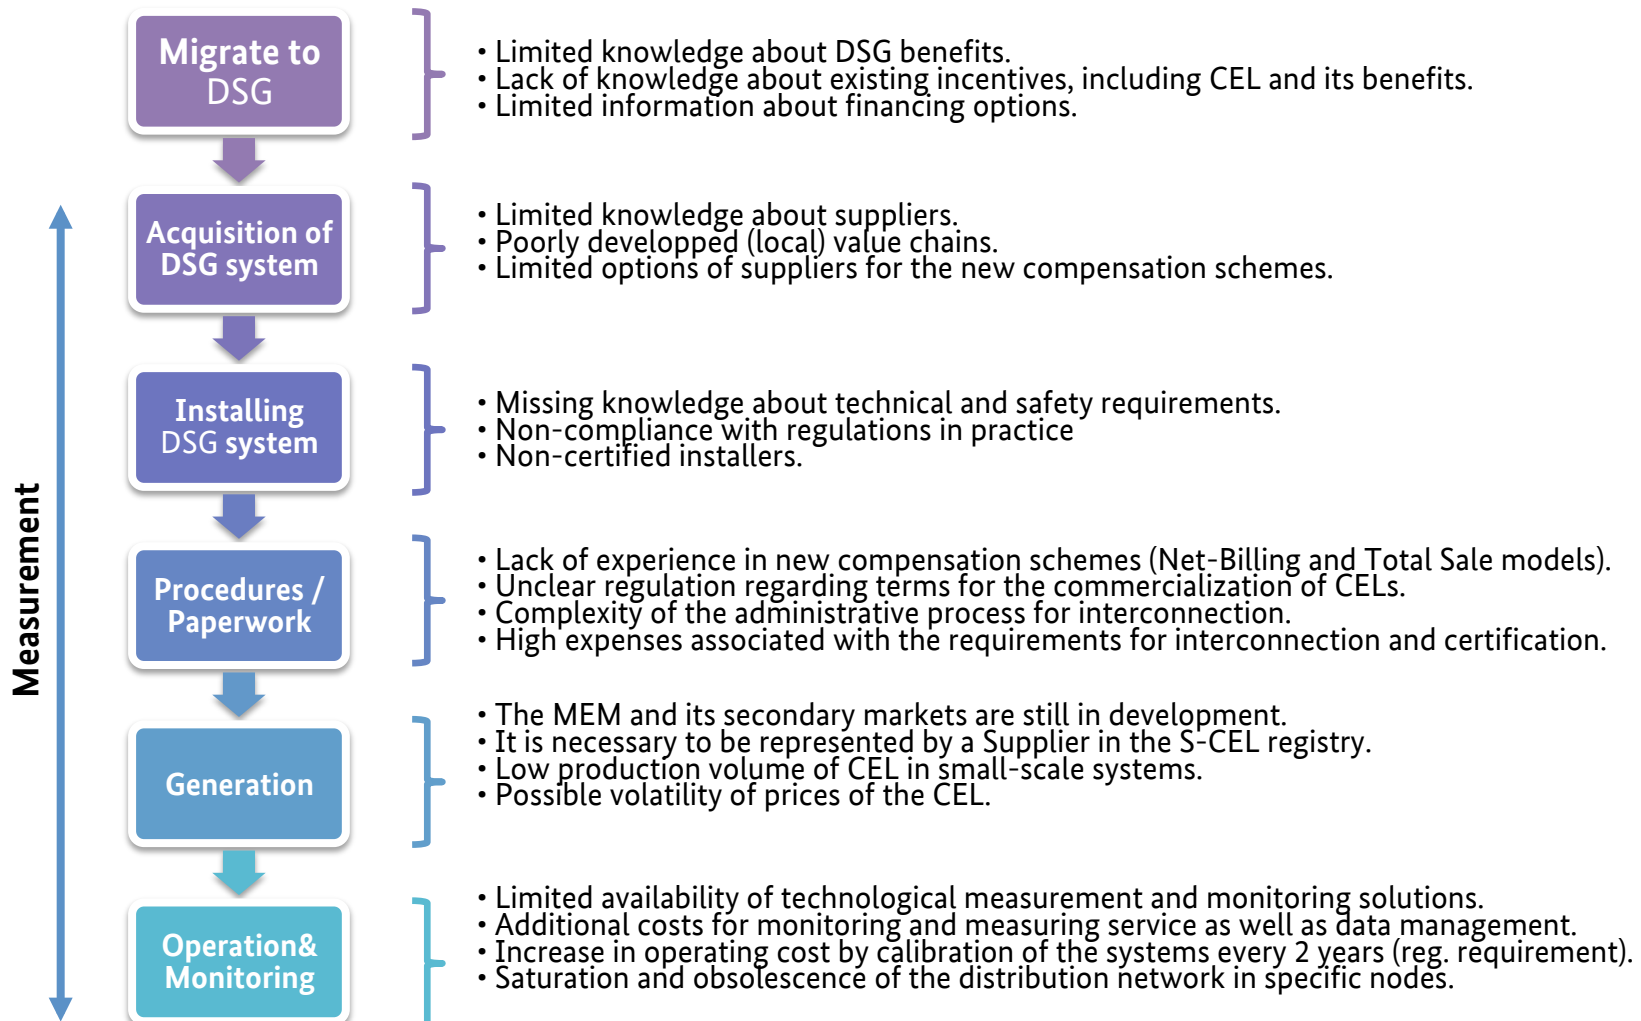 Migrate to
DSG
• Limited knowledge about DSG benefits.
• Lack of knowledge about existing incentives, including CEL and its benefits.
• Limited information about financing options.
Acquisition of
DSG system
• Limited knowledge about suppliers.
• Poorly developped (local) value chains.
• Limited options of suppliers for the new compensation schemes.
Installing
DSG system
• Missing knowledge about technical and safety requirements.
• Non-compliance with regulations in practice
• Non-certified installers.
Measurement
Procedures /
Paperwork
• Lack of experience in new compensation schemes (Net-Billing and Total Sale models).
• Unclear regulation regarding terms for the commercialization of CELs.
• Complexity of the administrative process for interconnection.
• High expenses associated with the requirements for interconnection and certification.
Generation
• The MEM and its secondary markets are still in development.
• It is necessary to be represented by a Supplier in the S-CEL registry.
• Low production volume of CEL in small-scale systems.
• Possible volatility of prices of the CEL.
Operation&
Monitoring
• Limited availability of technological measurement and monitoring solutions.
• Additional costs for monitoring and measuring service as well as data management.
• Increase in operating cost by calibration of the systems every 2 years (reg. requirement).
• Saturation and obsolescence of the distribution network in specific nodes.